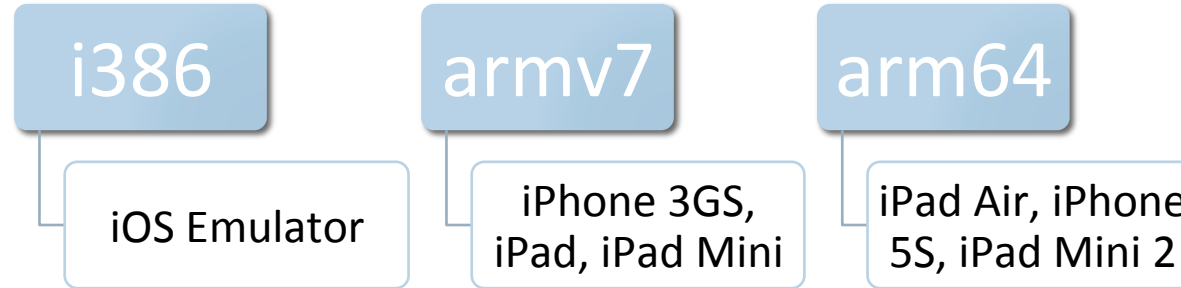 i386
iOS Emulator
armv7
iPhone 3GS,
iPad, iPad Mini
arm64
iPad Air, iPhone
5S, iPad Mini 2